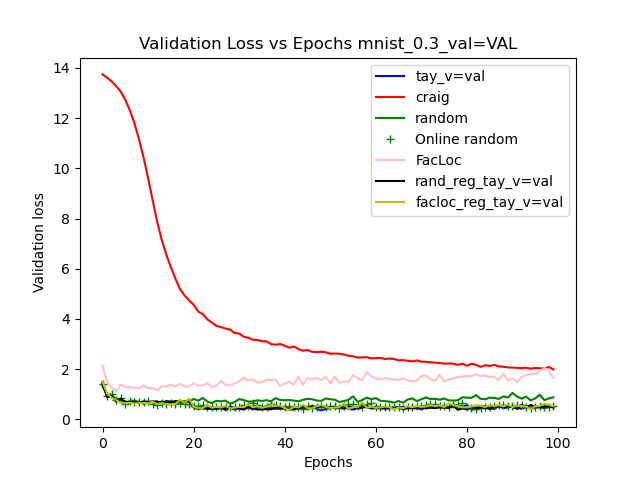 Validation Loss vs Epochs mnist_0.3_val=VAL
14
12
10
8
6
4
2
0
Validation loss
tay_v=val
craig
random
Online random
FacLoc
rand_reg_tay_v=val
facloc_reg_tay_v=val
0 20 40 60 80 100
Epochs